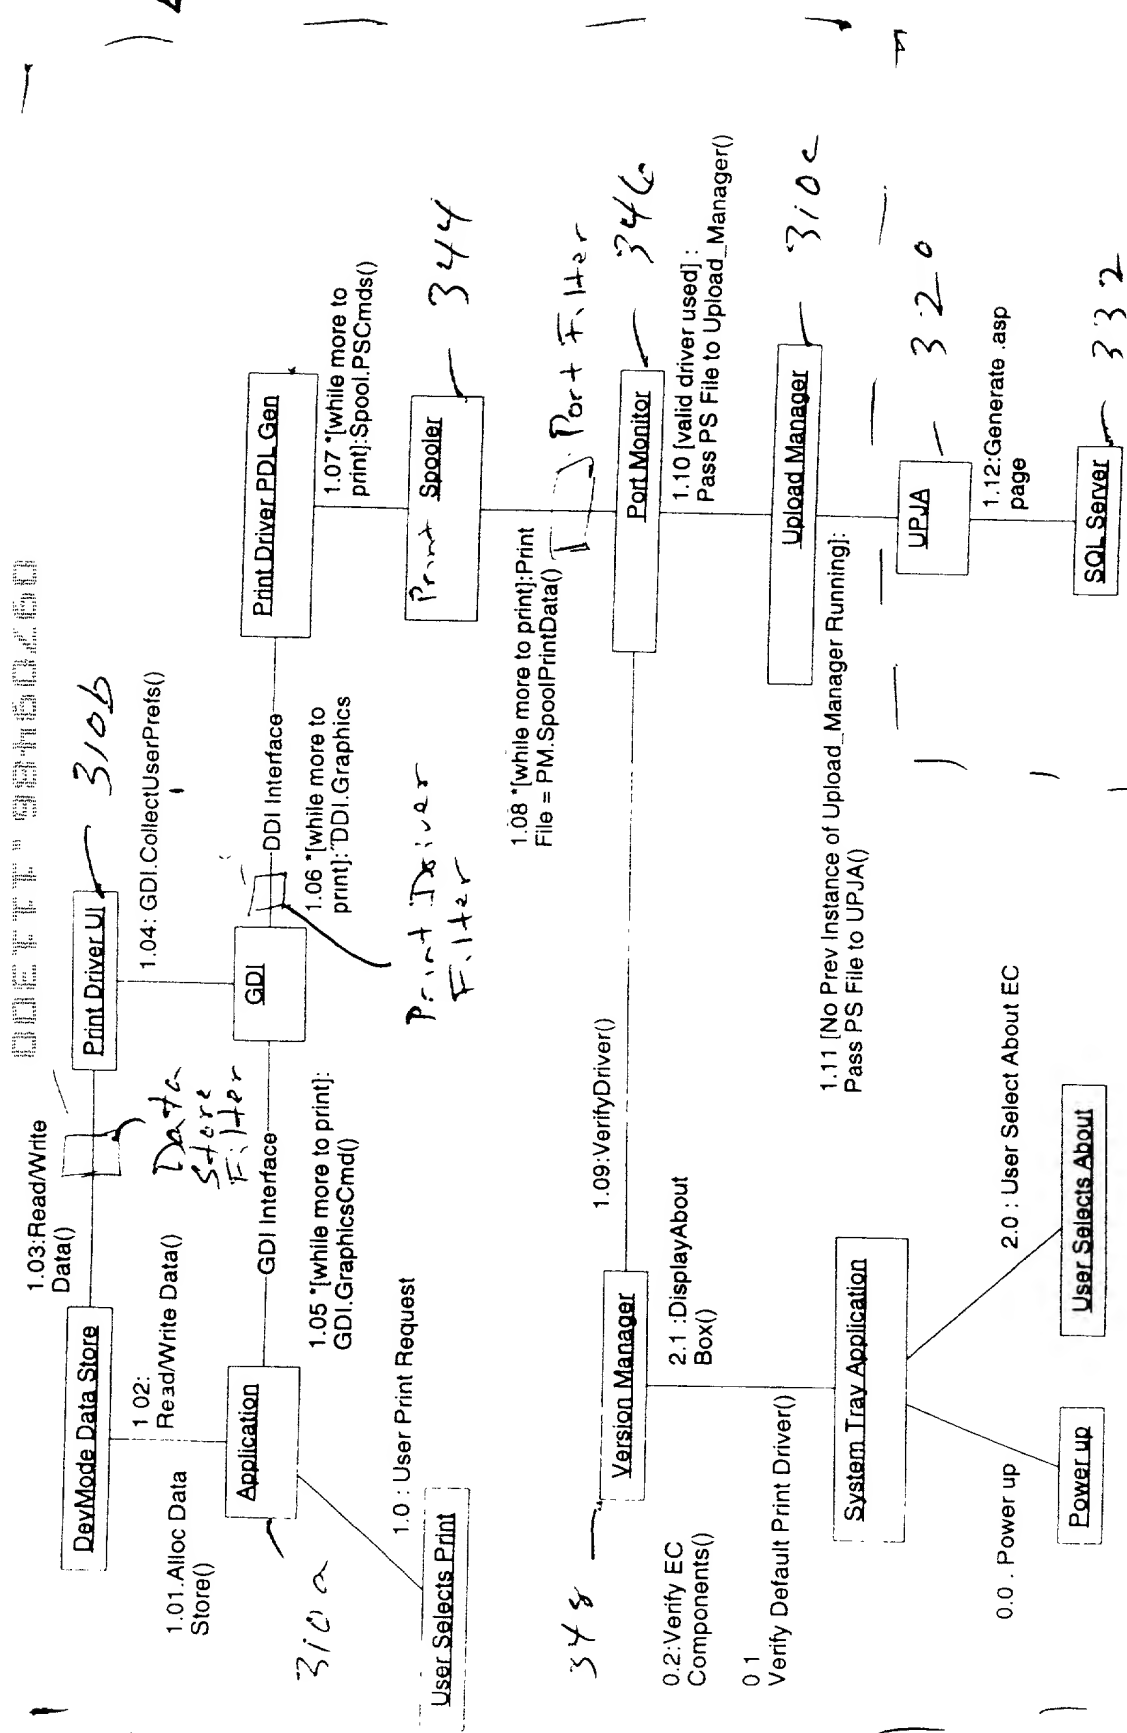 1.03:Read/Write
Data()
DevMode Data Store
Print Driver UI
310b
Data
Store
Filter
1.01.Alloc Data
Store()
1 02:
Read/Write Data()
1.04: GDI.CollectUserPrefs()
Application
310a
GDI Interface
GDI
DDI Interface
Print Driver PDL Gen
1.05 *[while more to print]:
GDI.GraphicsCmd()
1.06 *[while more to
print]: DDI.Graphics
1.07 *[while more to
print]:Spool.PSCmds()
Print Driver
Filter
1.0 : User Print Request
User Selects Print
Print Spooler
344
1.08 *[while more to print]:Print
File = PM.SpoolPrintData()
Port Filter
348
Version Manager
1.09:VerifyDriver()
Port Monitor
346
0.2:Verify EC
Components()
0 1
Verify Default Print Driver()
2.1 :DisplayAbout
Box()
1.10 [valid driver used] :
Pass PS File to Upload_Manager()
Upload Manager
310c
System Tray Application
1.11 [No Prev Instance of Upload_Manager Running]:
Pass PS File to UPJA()
UPJA
320
0.0 . Power up
2.0 : User Select About EC
1.12:Generate .asp
page
Power up
User Selects About
SQL Server
332